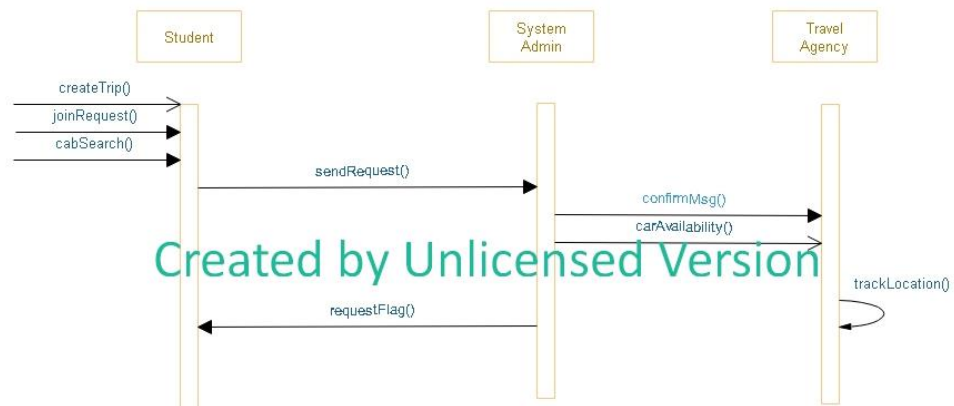 Student
System
Admin
Travel
Agency
createTrip()
joinRequest()
cabSearch()
sendRequest()
confirmMsg()
carAvailability()
Created by Unlicensed Version
trackLocation()
requestFlag()